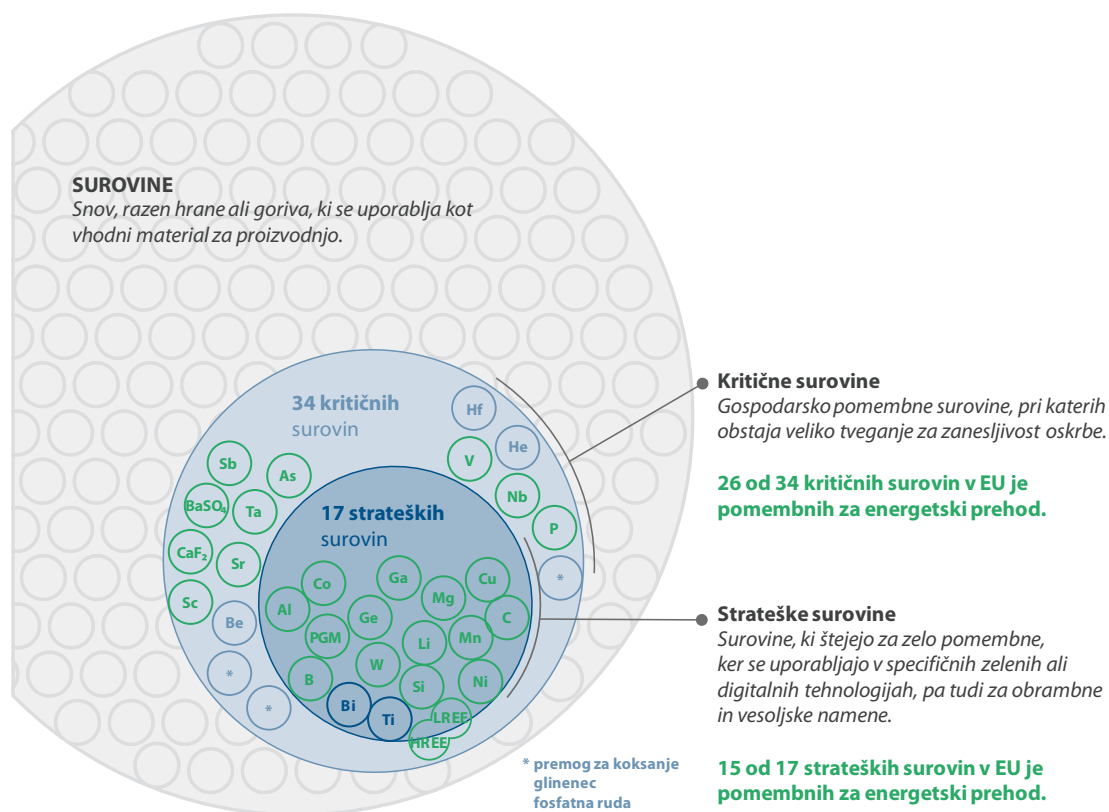 SUROVINE
Snov, razen hrane ali goriva, ki se uporablja kot
vhodni material za proizvodnjo.
34 kritičnih
surovin
Hf
He
V
Nb
P
*
Sb
As
BaSO₄
Ta
CaF₂
Sr
Sc
Be
*
*
17 strateških
surovin
Co
Ga
Cu
Al
Ge
Mg
C
PGM
Li
Mn
B
W
Si
Ni
Bi
Ti
LREE
HREE
* premog za koksanje
glinenec
fosfatna ruda
Kritične surovine
Gospodarsko pomembne surovine, pri katerih
obstaja veliko tveganje za zanesljivost oskrbe.
26 od 34 kritičnih surovin v EU je
pomembnih za energetski prehod.
Strateške surovine
Surovine, ki štejejo za zelo pomembne,
ker se uporabljajo v specifičnih zelenih ali
digitalnih tehnologijah, pa tudi za obrambne
in vesoljske namene.
15 od 17 strateških surovin v EU je
pomembnih za energetski prehod.